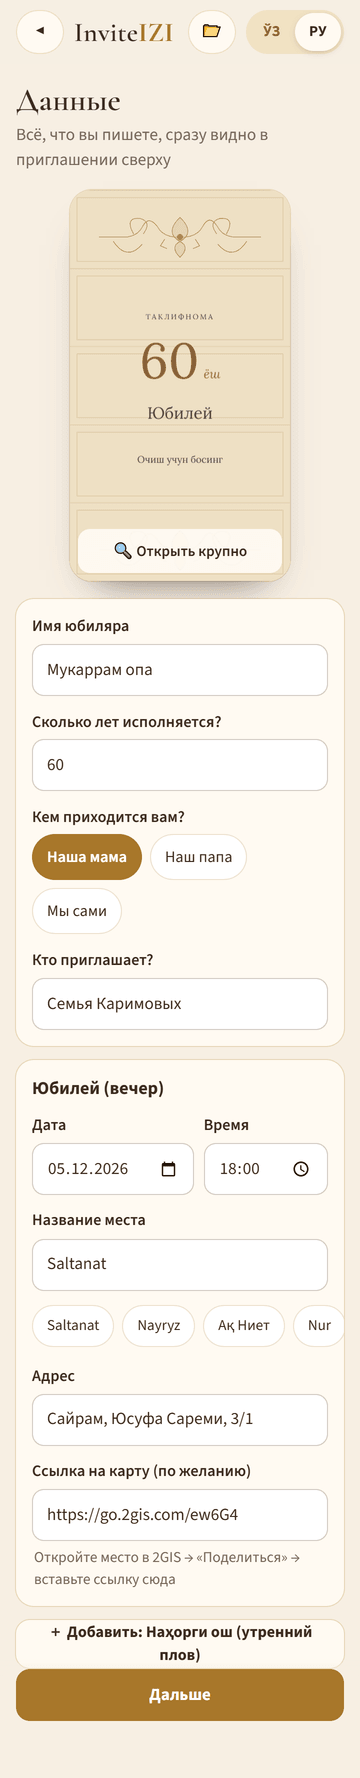 InviteIZI
ЎЗ
РУ
Данные
Всё, что вы пишете, сразу видно в
приглашении сверху
ТАКЛИФНОМА
60 ёш
Юбилей
Очиш учун босинг
Открыть крупно
Имя юбиляра
Мукаррам опа
Сколько лет исполняется?
60
Кем приходится вам?
Наша мама
Наш папа
Мы сами
Кто приглашает?
Семья Каримовых
Юбилей (вечер)
Дата
Время
05.12.2026
18:00
Название места
Saltanat
Saltanat
Nayryz
Ақ Ниет
Nur
Адрес
Сайрам, Юсуфа Сареми, 3/1
Ссылка на карту (по желанию)
https://go.2gis.com/ew6G4
Откройте место в 2GIS → «Поделиться» →
вставьте ссылку сюда
+ Добавить: Наҳорги ош (утренний
плов)
Дальше